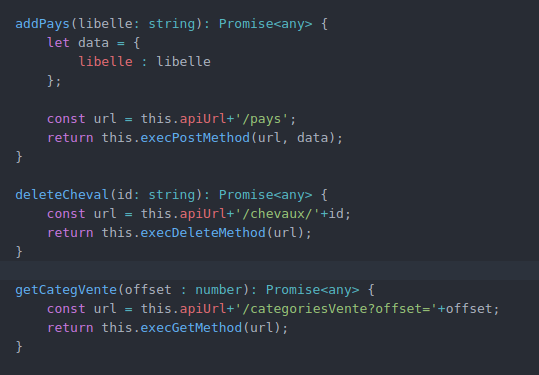 addPays(libelle: string): Promise<any> {
    let data = {
        libelle : libelle
    };

    const url = this.apiUrl+'/pays';
    return this.execPostMethod(url, data);
}

deleteCheval(id: string): Promise<any> {
    const url = this.apiUrl+'/chevaux/'+id;
    return this.execDeleteMethod(url);
}

getCategVente(offset : number): Promise<any> {
    const url = this.apiUrl+'/categoriesVente?offset='+offset;
    return this.execGetMethod(url);
}